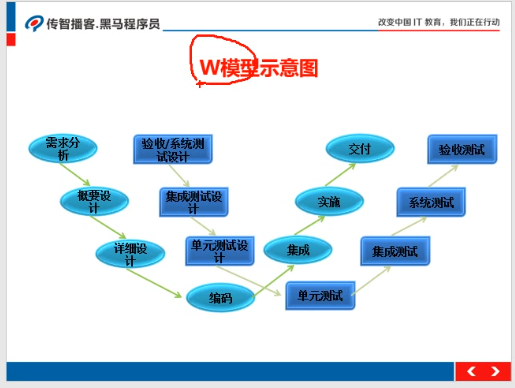 传智播客.黑马程序员
改变中国 IT 教育，我们正在行动
W模型示意图
需求分
析
验收/系统测
试设计
交付
验收测试
概要设
计
集成测试设
计
实施
系统测试
详细设
计
单元测试设
计
集成
集成测试
编码
单元测试